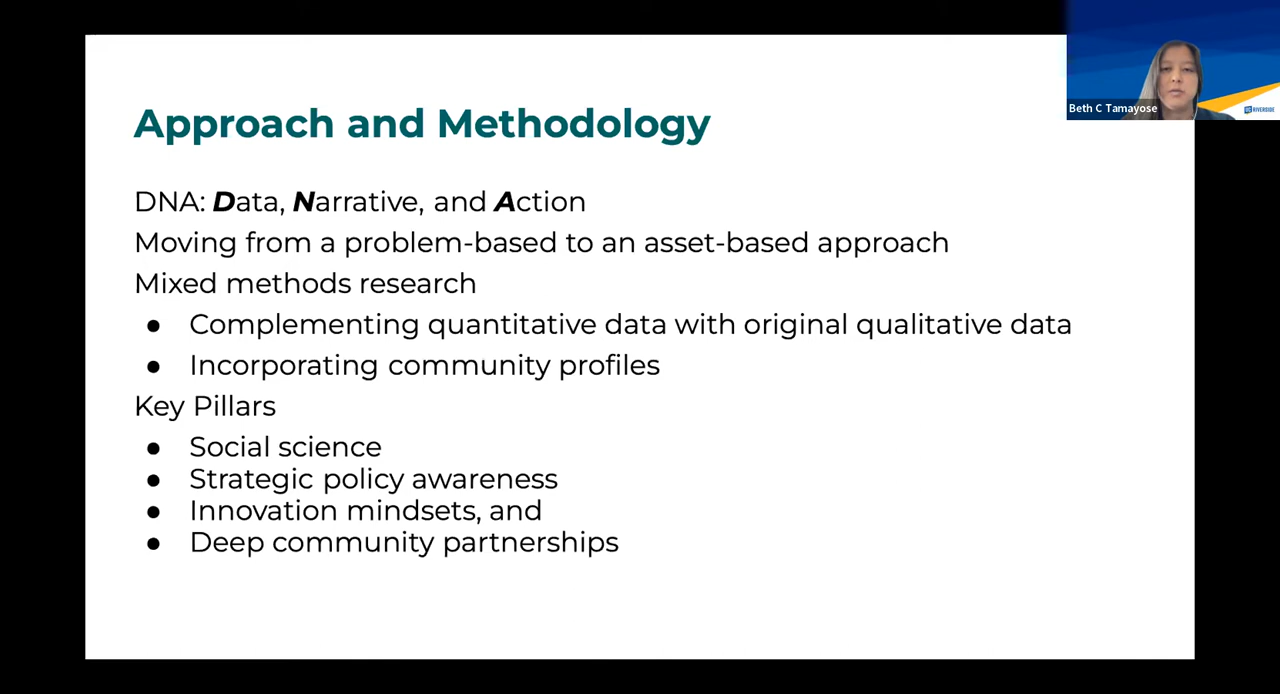 Approach and Methodology
DNA: Data, Narrative, and Action
Moving from a problem-based to an asset-based approach
Mixed methods research
● Complementing quantitative data with original qualitative data
● Incorporating community profiles
Key Pillars
● Social science
● Strategic policy awareness
● Innovation mindsets, and
● Deep community partnerships
Beth C Tamayose
UC RIVERSIDE